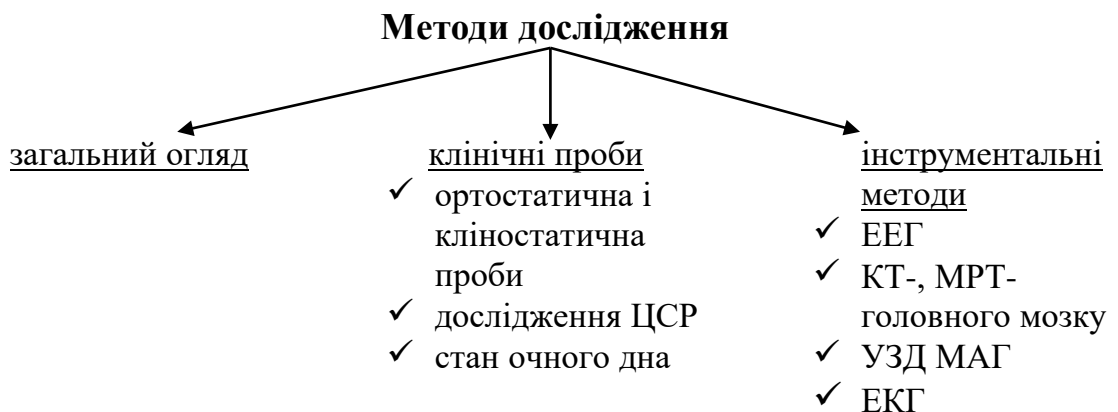 Методи дослідження
загальний огляд
клінічні проби
✓ ортостатична і
кліностатична
проби
✓ дослідження ЦСР
✓ стан очного дна
інструментальні
методи
✓ ЕЕГ
✓ КТ-, МРТ-
головного мозку
✓ УЗД МАГ
✓ ЕКГ